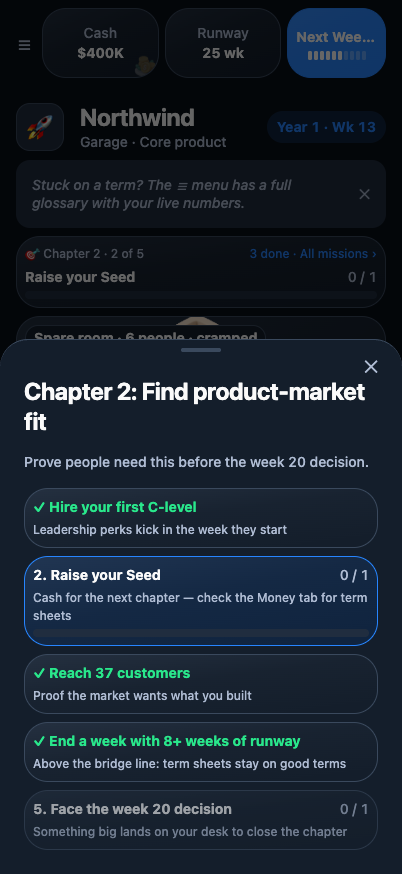 Cash
$400K
Runway
25 wk
Next Wee...
Northwind
Garage · Core product
Year 1 · Wk 13
Stuck on a term? The ≡ menu has a full
glossary with your live numbers.
Chapter 2 · 2 of 5
3 done · All missions ›
Raise your Seed
0 / 1
Spare room · 6 people · cramped
Chapter 2: Find product-market
fit
Prove people need this before the week 20 decision.
✓ Hire your first C-level
Leadership perks kick in the week they start
2. Raise your Seed
0 / 1
Cash for the next chapter — check the Money tab for term
sheets
✓ Reach 37 customers
Proof the market wants what you built
✓ End a week with 8+ weeks of runway
Above the bridge line: term sheets stay on good terms
5. Face the week 20 decision
0 / 1
Something big lands on your desk to close the chapter